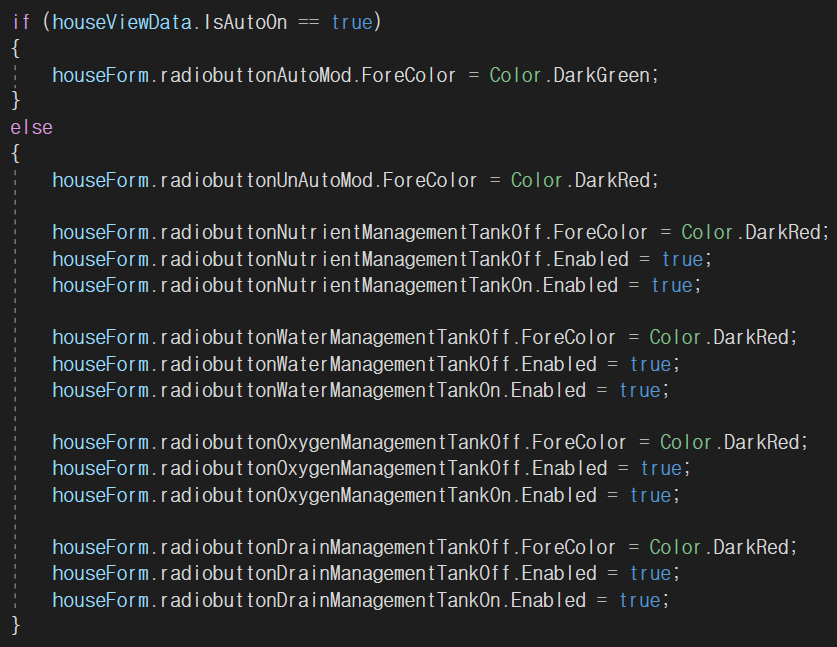 if (houseViewData.IsAutoOn == true)
{
houseForm.radiobuttonAutoMod.ForeColor = Color.DarkGreen;
}
else
{
houseForm.radiobuttonUnAutoMod.ForeColor = Color.DarkRed;
houseForm.radiobuttonNutrientManagementTankOff.ForeColor = Color.DarkRed;
houseForm.radiobuttonNutrientManagementTankOff.Enabled = true;
houseForm.radiobuttonNutrientManagementTankOn.Enabled = true;
houseForm.radiobuttonWaterManagementTankOff.ForeColor = Color.DarkRed;
houseForm.radiobuttonWaterManagementTankOff.Enabled = true;
houseForm.radiobuttonWaterManagementTankOn.Enabled = true;
houseForm.radiobuttonOxygenManagementTankOff.ForeColor = Color.DarkRed;
houseForm.radiobuttonOxygenManagementTankOff.Enabled = true;
houseForm.radiobuttonOxygenManagementTankOn.Enabled = true;
houseForm.radiobuttonDrainManagementTankOff.ForeColor = Color.DarkRed;
houseForm.radiobuttonDrainManagementTankOff.Enabled = true;
houseForm.radiobuttonDrainManagementTankOn.Enabled = true;
}